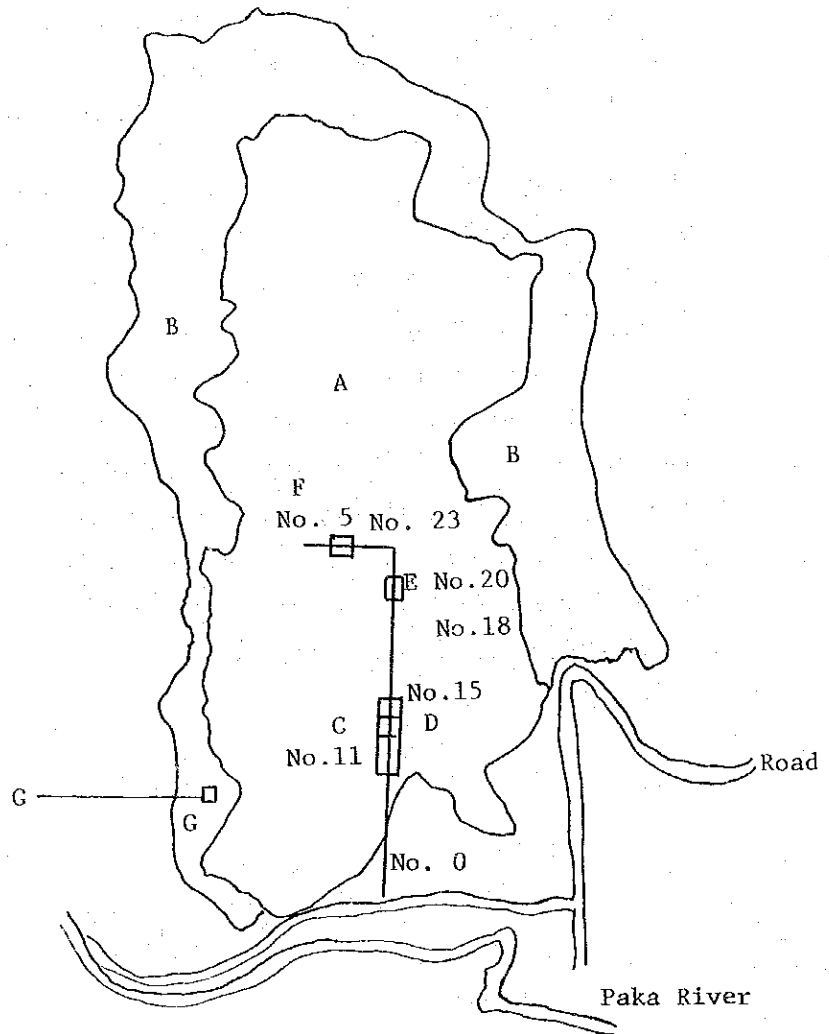 B
A
B
F
No. 5 No. 23
E No.20
No.18
No.15
C D
No.11
Road
G
G
No. 0
Paka River